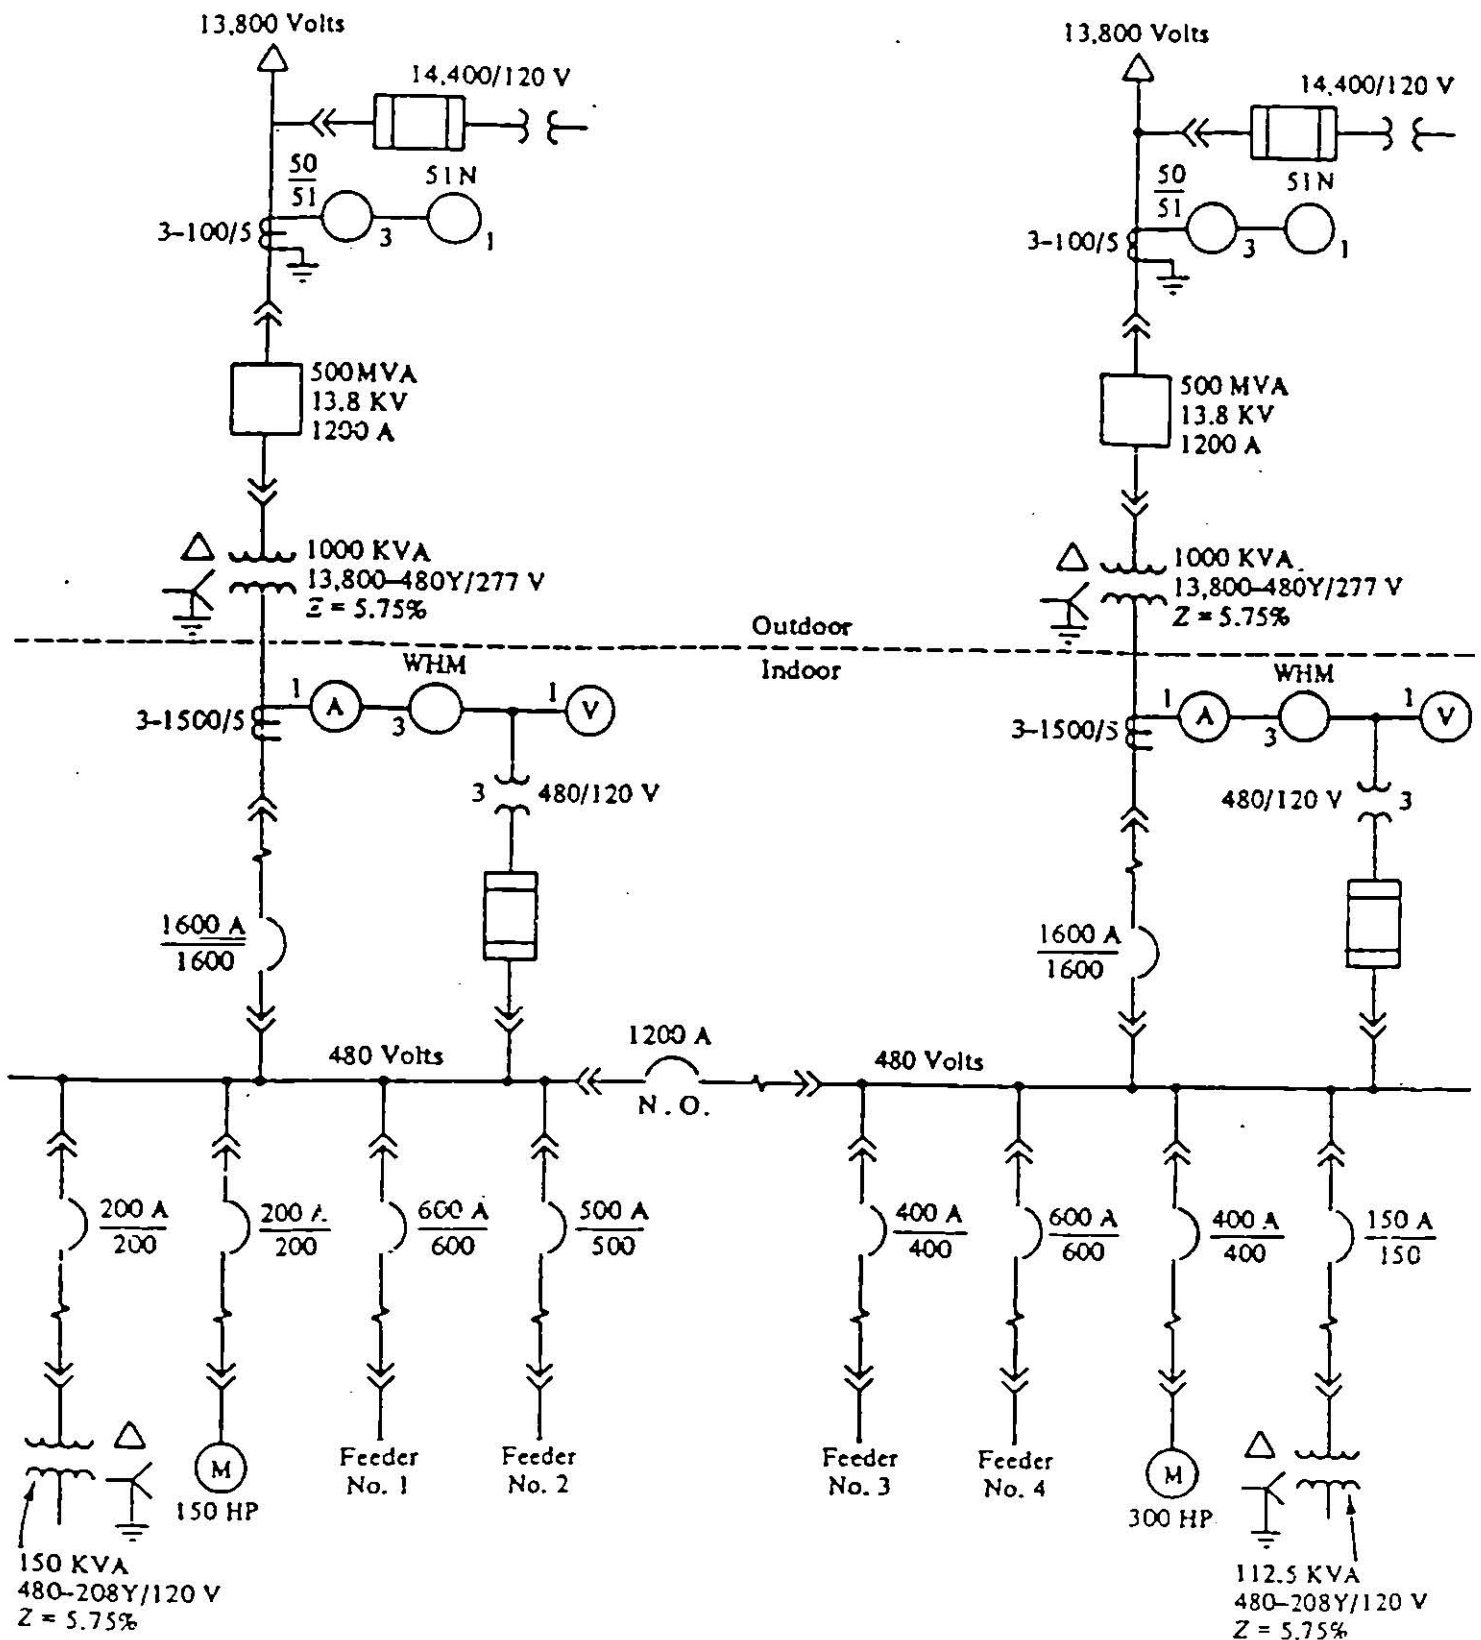 13,800 Volts
14,400/120 V
50
51
51N
3-100/5
3
1
500 MVA
13.8 KV
1200 A
1000 KVA
13,800-480Y/277 V
Z = 5.75%
13,800 Volts
14,400/120 V
50
51
51N
3-100/5
3
1
500 MVA
13.8 KV
1200 A
1000 KVA
13,800-480Y/277 V
Z = 5.75%
Outdoor
Indoor
WHM
3-1500/5
1
A
3
1
V
3
480/120 V
1600 A
1600
WHM
3-1500/5
1
A
3
1
V
480/120 V
3
1600 A
1600
480 Volts
1200 A
N.O.
480 Volts
200 A
200
200 A
200
600 A
600
500 A
500
400 A
400
600 A
600
400 A
400
150 A
150
M
150 HP
Feeder
No. 1
Feeder
No. 2
Feeder
No. 3
Feeder
No. 4
M
300 HP
150 KVA
480-208Y/120 V
Z = 5.75%
112.5 KVA
480-208Y/120 V
Z = 5.75%